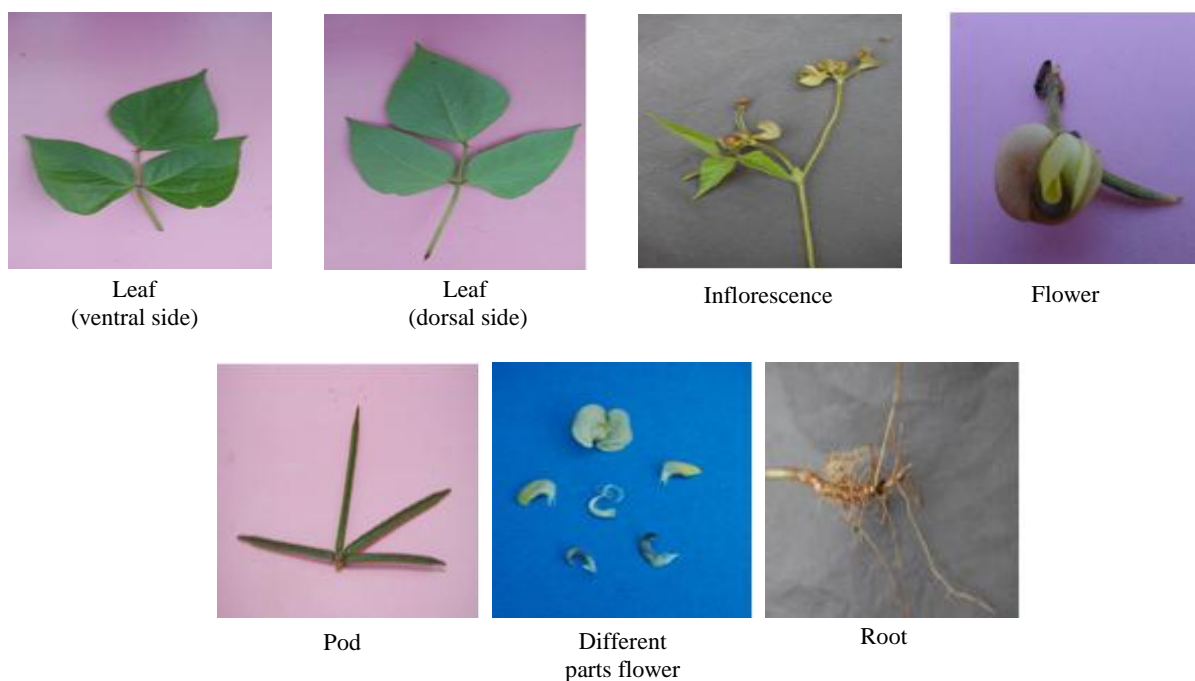 Leaf
(ventral side)
Leaf
(dorsal side)
Inflorescence
Flower
Pod
Different
parts flower
Root